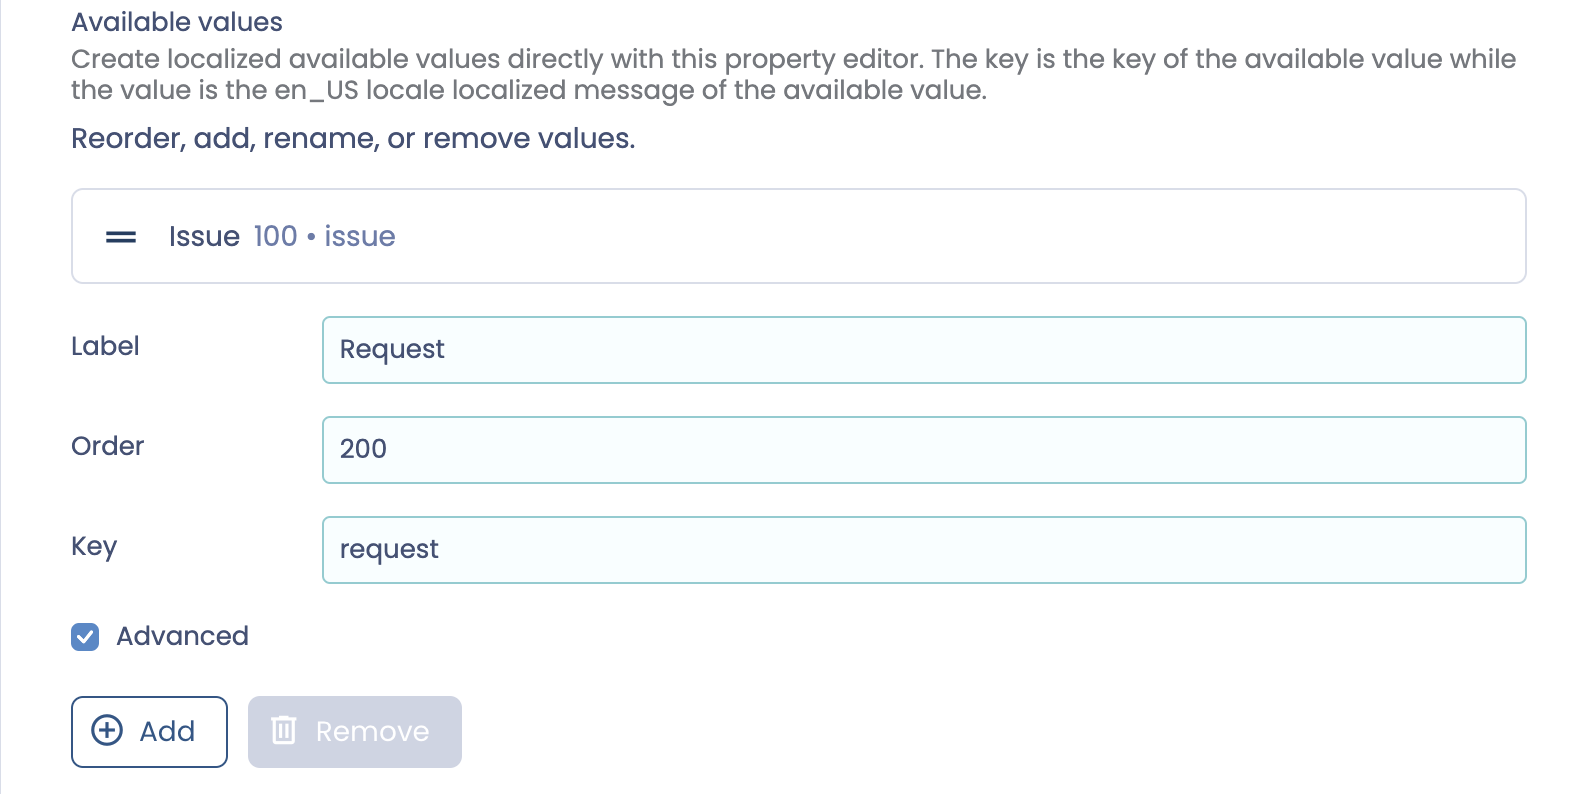 Available values
Create localized available values directly with this property editor. The key is the key of the available value while
the value is the en_US locale localized message of the available value.
Reorder, add, rename, or remove values.
Issue 100 • issue
Label Request
Order 200
Key request
Advanced
Add Remove